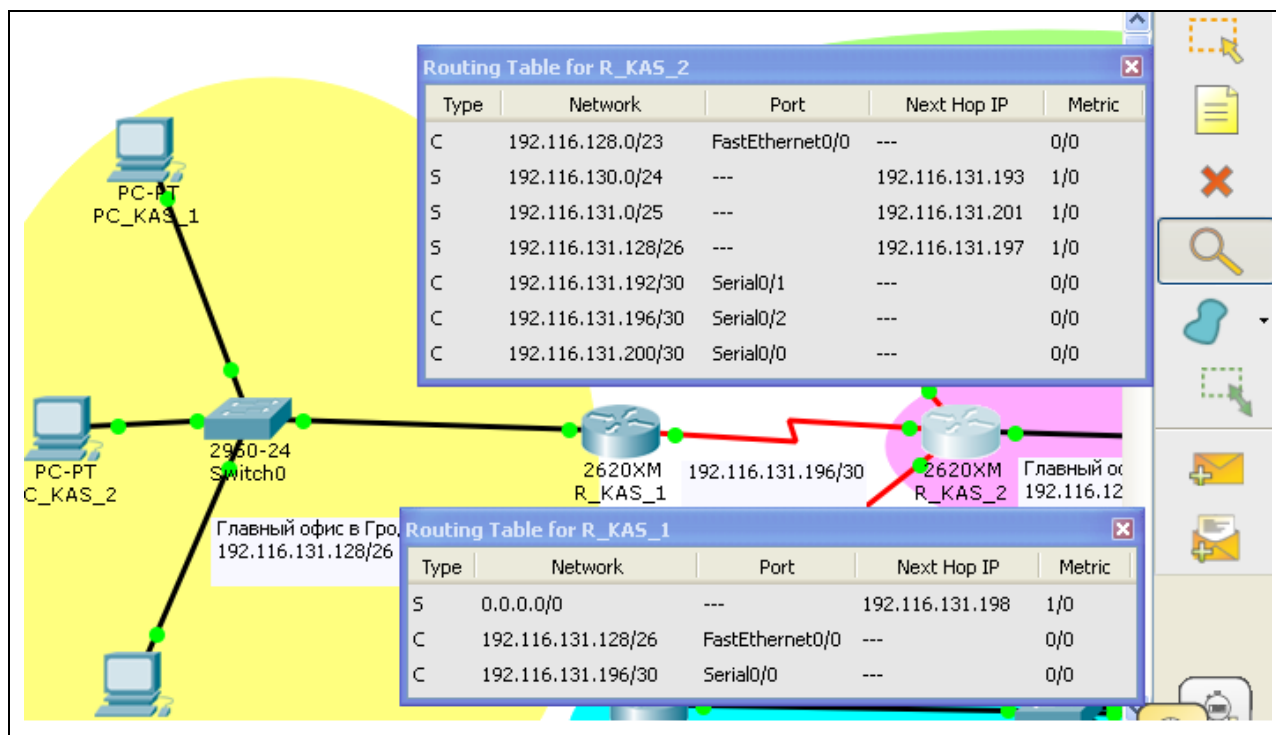 Routing Table for R_KAS_2
Type Network Port Next Hop IP Metric
C 192.116.128.0/23 FastEthernet0/0 --- 0/0
S 192.116.130.0/24 --- 192.116.131.193 1/0
S 192.116.131.0/25 --- 192.116.131.201 1/0
S 192.116.131.128/26 --- 192.116.131.197 1/0
C 192.116.131.192/30 Serial0/1 --- 0/0
C 192.116.131.196/30 Serial0/2 --- 0/0
C 192.116.131.200/30 Serial0/0 --- 0/0
PC-PT
PC_KAS_1
2960-24
Switch0
PC-PT
C_KAS_2
2620XM
R_KAS_1
192.116.131.196/30
2620XM
R_KAS_2
Главный о
192.116.12
Главный офис в Гро
192.116.131.128/26
Routing Table for R_KAS_1
Type Network Port Next Hop IP Metric
S 0.0.0.0/0 --- 192.116.131.198 1/0
C 192.116.131.128/26 FastEthernet0/0 --- 0/0
C 192.116.131.196/30 Serial0/0 --- 0/0